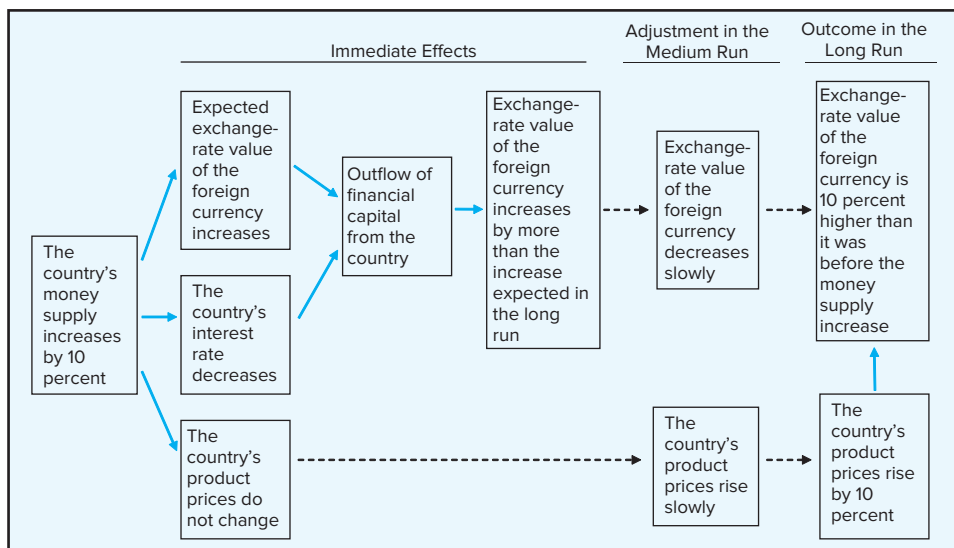 Immediate Effects
Adjustment in the
Medium Run
Outcome in the
Long Run
The
country's
money
supply
increases
by 10
percent
Expected
exchange-
rate value
of the
foreign
currency
increases
The
country's
interest
rate
decreases
The
country's
product
prices do
not change
Outflow of
financial
capital
from the
country
Exchange-
rate value
of the
foreign
currency
increases
by more
than the
increase
expected in
the long
run
Exchange-
rate value
of the
foreign
currency
decreases
slowly
The
country's
product
prices rise
slowly
Exchange-
rate value
of the
foreign
currency is
10 percent
higher than
it was
before the
money
supply
increase
The
country's
product
prices rise
by 10
percent